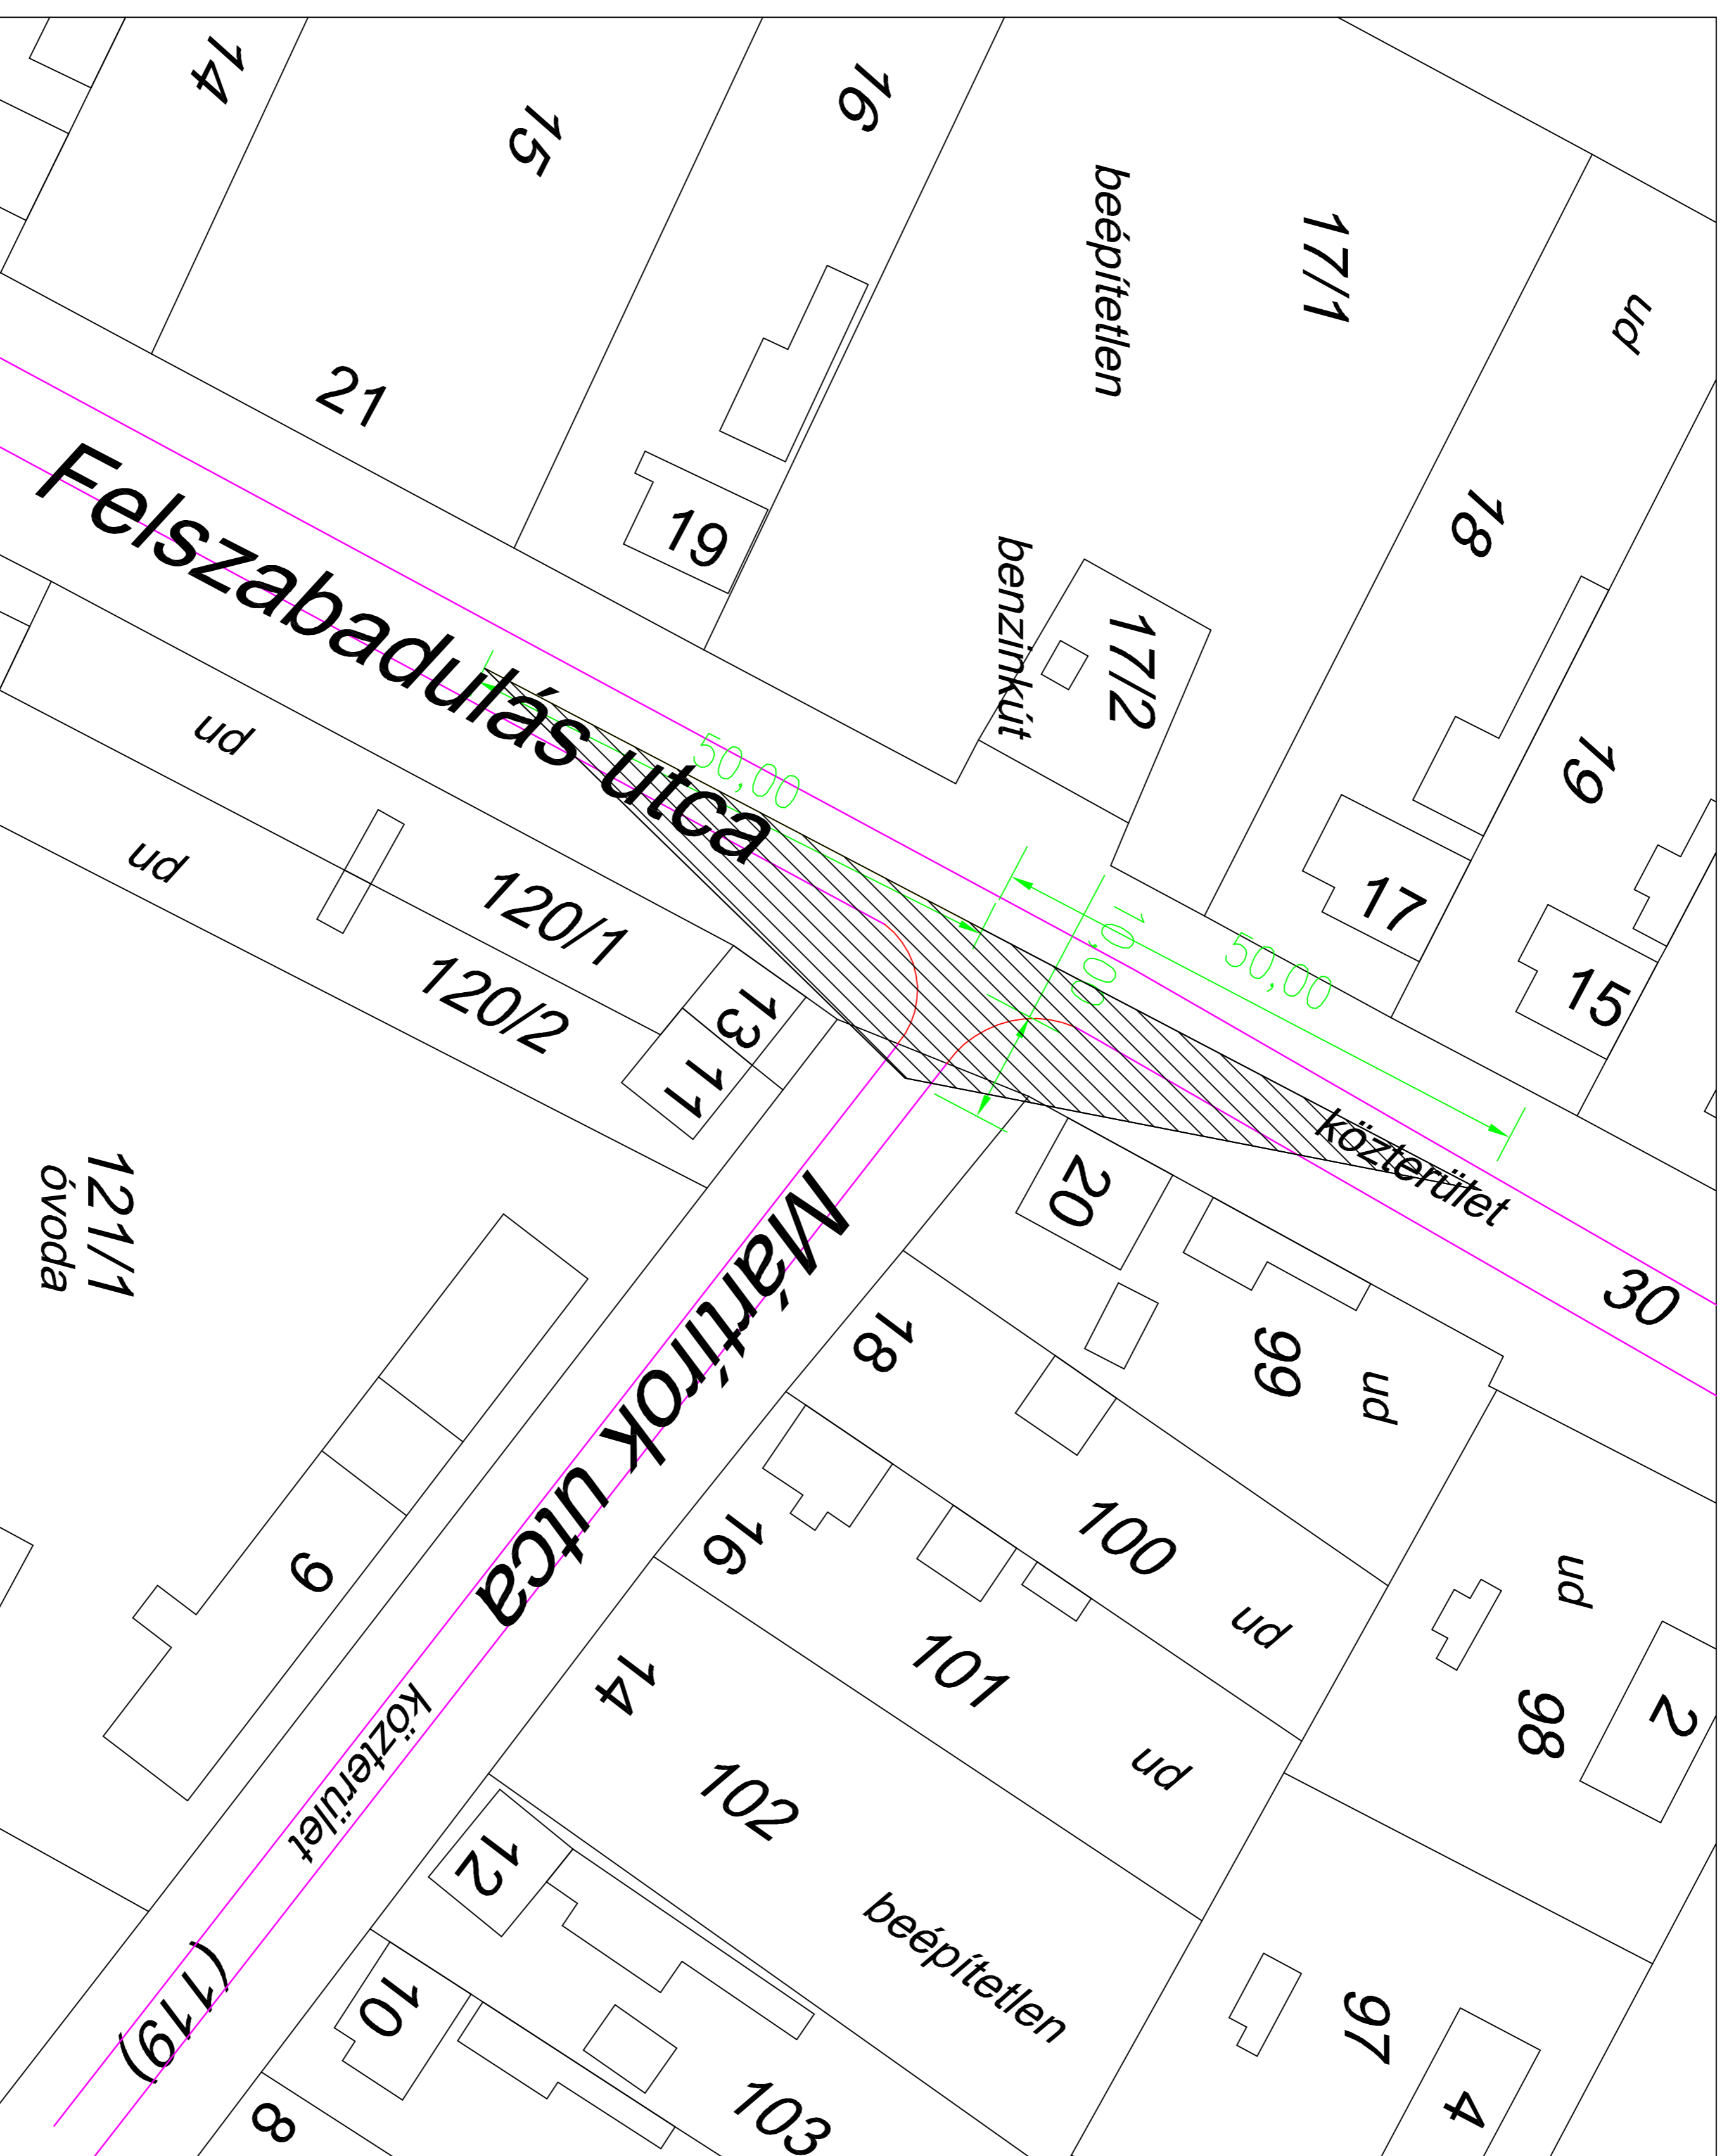 14
15
16
17/1
beépítetlen
ud
18
21
19
benzinkút
17/2
19
Felszabadulás utca
50,00
17
15
10,00
50,00
ud
ud
120/1
120/2
13
11
közterület
121/1
óvoda
20
30
Mártírok utca
18
99
ud
16
100
ud
9
ud
101
14
98
2
közterület
102
ud
12
beépítetlen
(119)
10
97
103
4
8